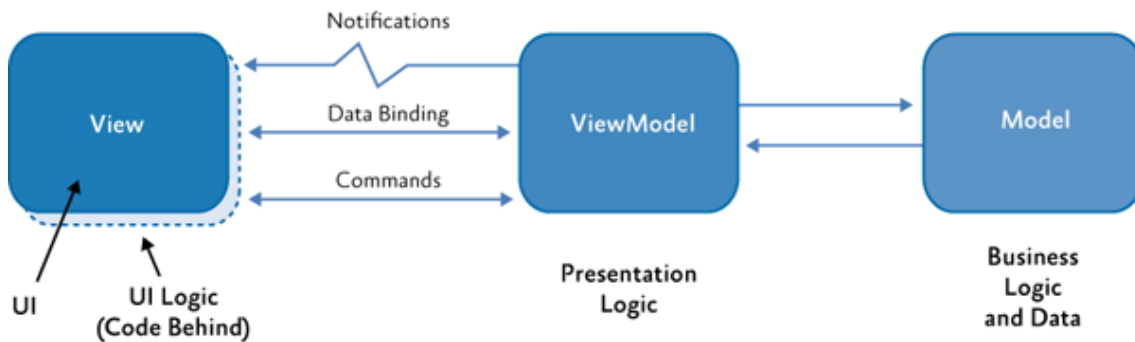 Notifications
View
Data Binding
ViewModel
Model
Commands
UI
UI Logic
(Code Behind)
Presentation
Logic
Business
Logic
and Data